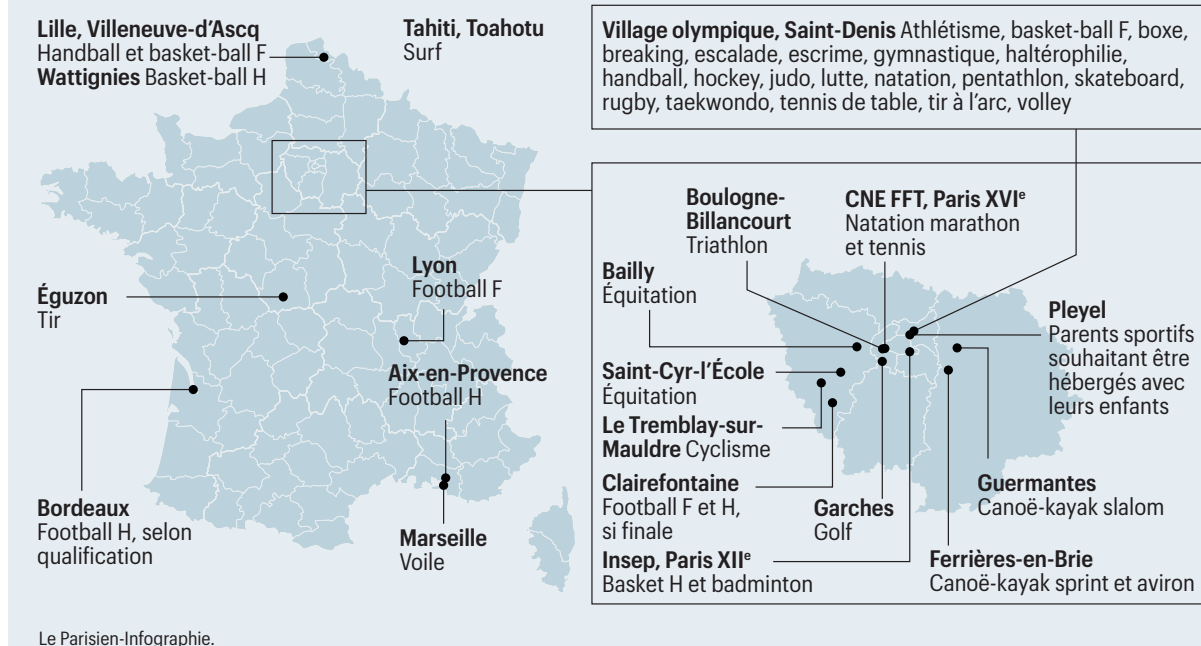 Lille, Villeneuve-d'Ascq
Handball et basket-ball F
Wattignies Basket-ball H
Tahiti, Toahotu
Surf
Village olympique, Saint-Denis Athlétisme, basket-ball F, boxe,
breaking, escalade, escrime, gymnastique, haltérophilie,
handball, hockey, judo, lutte, natation, pentathlon, skateboard,
rugby, taekwondo, tennis de table, tir à l'arc, volley
Éguzon
Tir
Lyon
Football F
Aix-en-Provence
Football H
Bordeaux
Football H, selon
qualification
Marseille
Voile
Boulogne-
Billancourt
Triathlon
CNE FFT, Paris XVIe
Natation marathon
et tennis
Bailly
Équitation
Saint-Cyr-l'École
Équitation
Le Tremblay-sur-
Mauldre Cyclisme
Clairefontaine
Football F et H,
si finale
Insep, Paris XIIe
Basket H et badminton
Garches
Golf
Pleyel
Parents sportifs
souhaitant être
hébergés avec
leurs enfants
Guermantes
Canoë-kayak slalom
Ferrières-en-Brie
Canoë-kayak sprint et aviron
Le Parisien-Infographie.